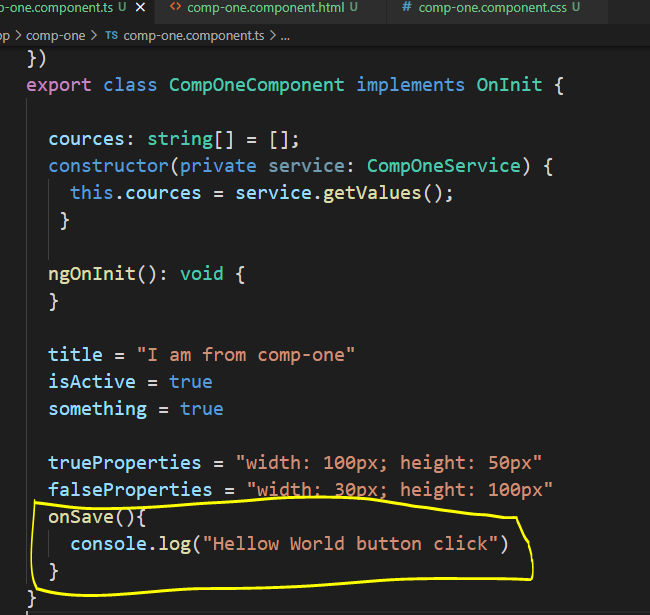 p-one.component.ts U × <> comp-one.component.html U # comp-one.component.css U
pp > comp-one > TS comp-one.component.ts > ...
})
export class CompOneComponent implements OnInit {
cources: string[] = [];
constructor(private service: CompOneService) {
this.cources = service.getValues();
}
ngOnInit(): void {
}
title = "I am from comp-one"
isActive = true
something = true
trueProperties = "width: 100px; height: 50px"
falseProperties = "width: 30px; height: 100px"
onSave(){
console.log("Hellow World button click")
}
}